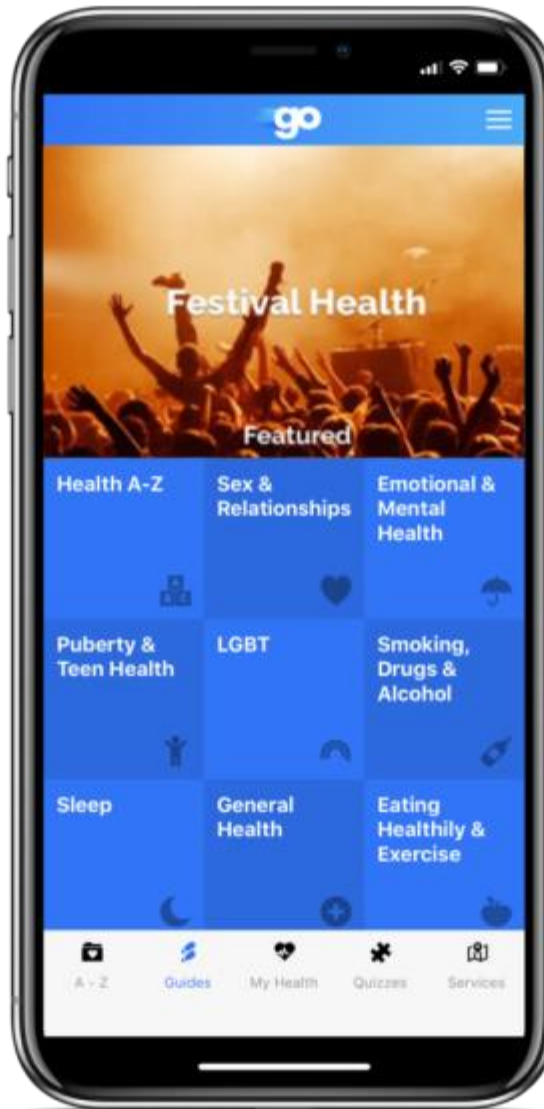 go
Festival Health
Featured
Health A-Z
Sex &
Relationships
Emotional &
Mental
Health
Puberty &
Teen Health
LGBT
Smoking,
Drugs &
Alcohol
Sleep
General
Health
Eating
Healthily &
Exercise
A - Z
Guides
My Health
Quizzes
Services